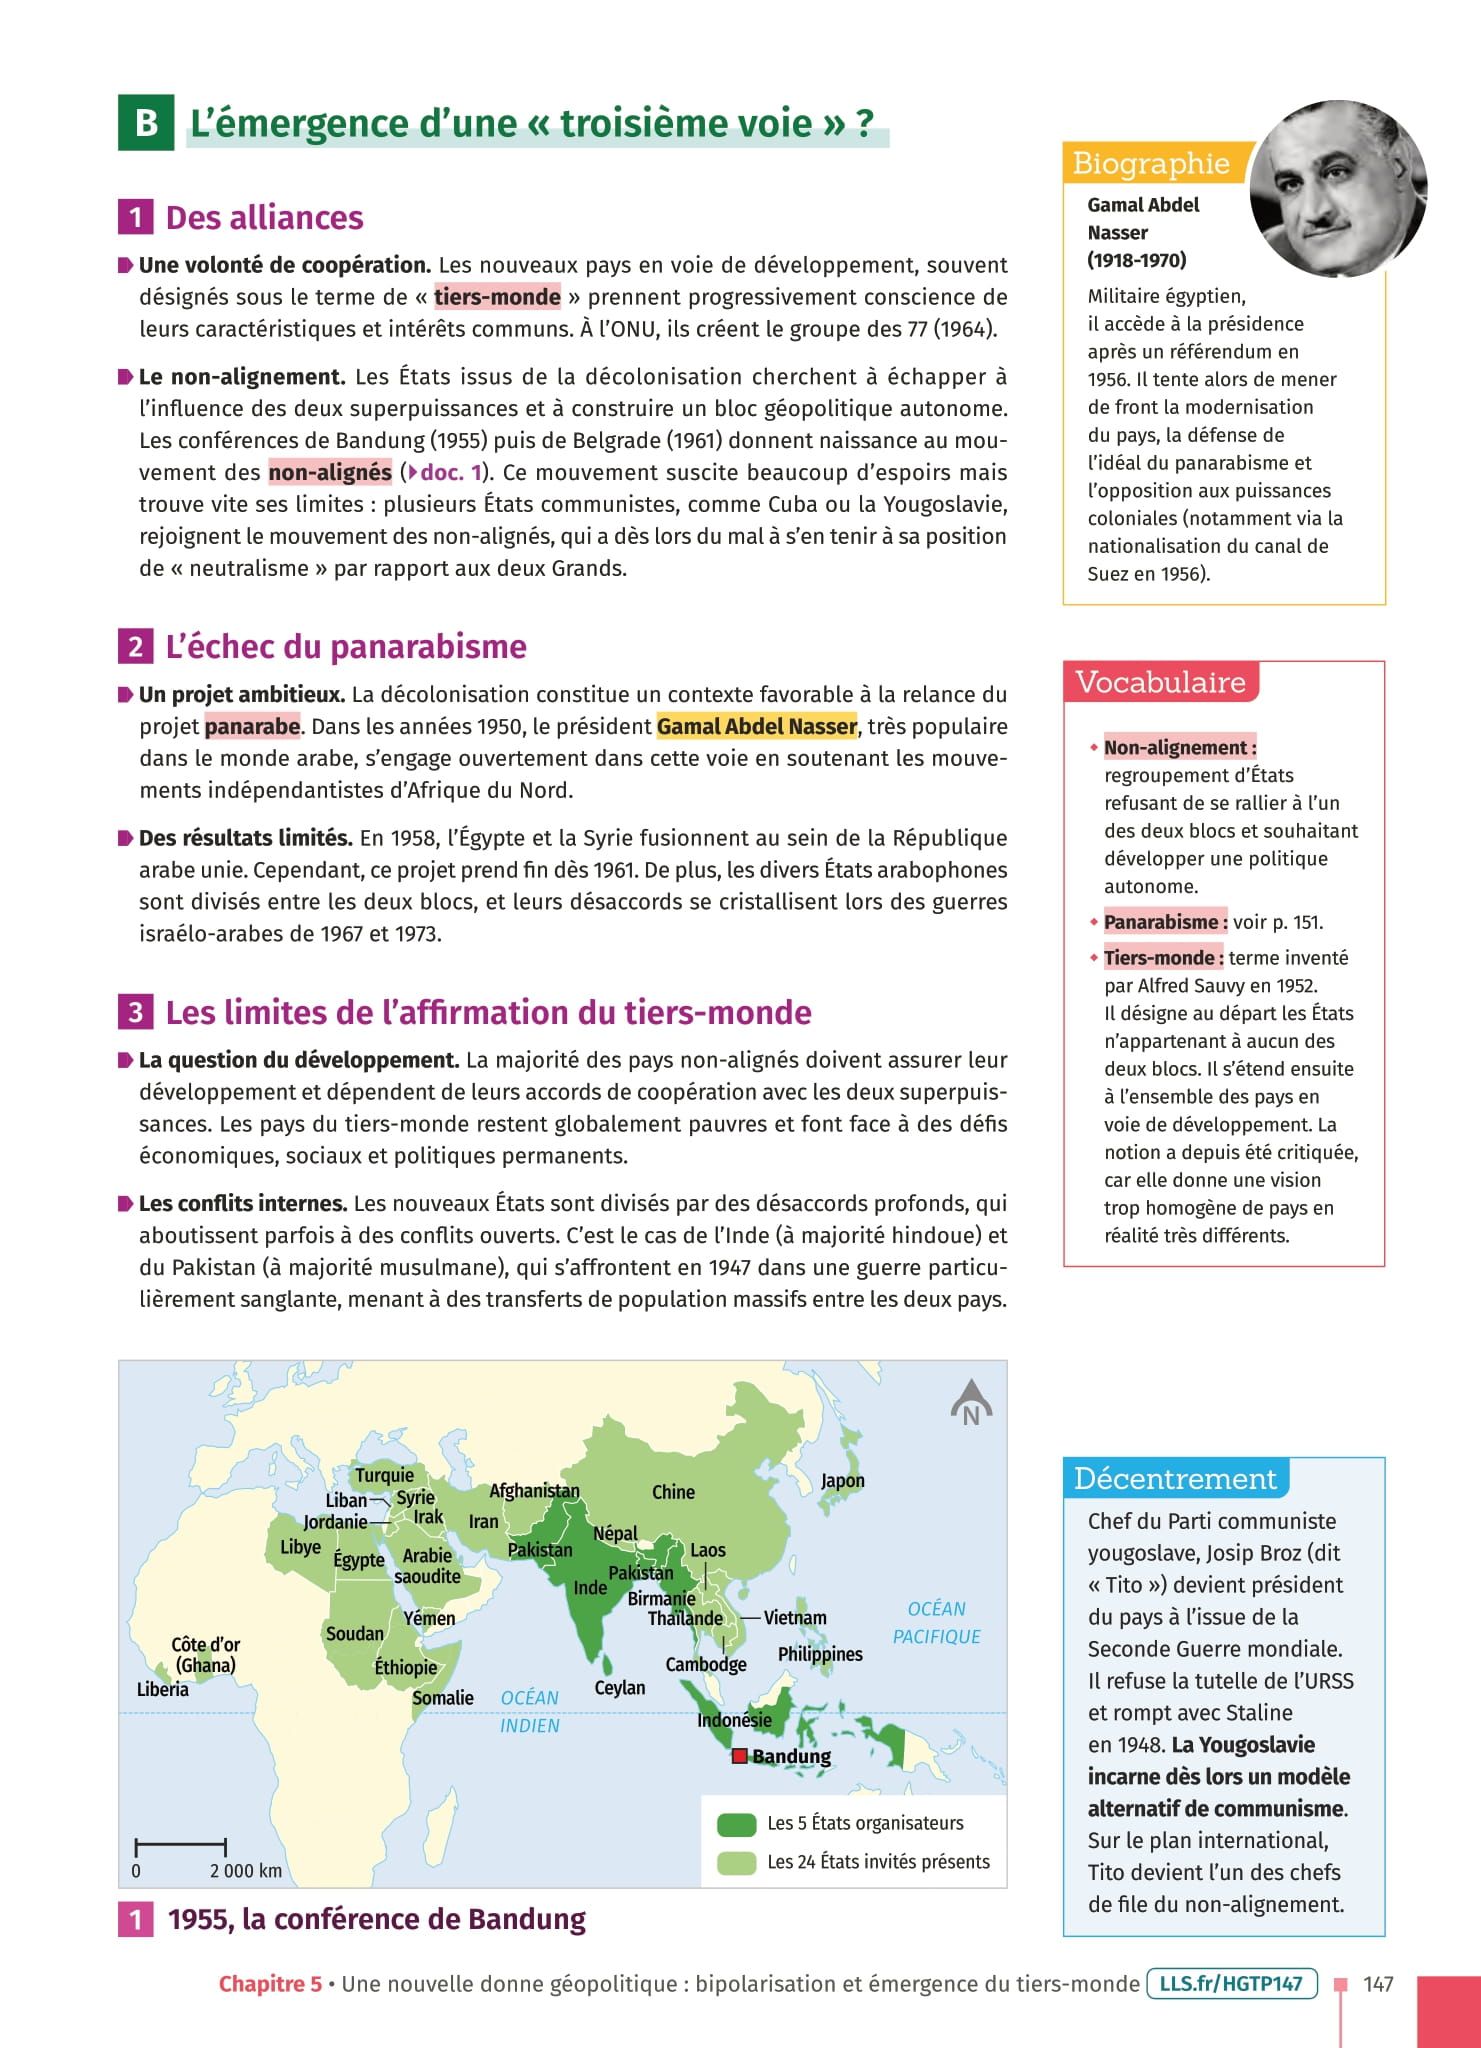 B L’émergence d’une « troisième voie » ?
1 Des alliances
Une volonté de coopération. Les nouveaux pays en voie de développement, souvent
désignés sous le terme de « tiers-monde » prennent progressivement conscience de
leurs caractéristiques et intérêts communs. À l’ONU, ils créent le groupe des 77 (1964).
Le non-alignement. Les États issus de la décolonisation cherchent à échapper à
l’influence des deux superpuissances et à construire un bloc géopolitique autonome.
Les conférences de Bandung (1955) puis de Belgrade (1961) donnent naissance au mou-
vement des non-alignés (doc. 1). Ce mouvement suscite beaucoup d’espoirs mais
trouve vite ses limites : plusieurs États communistes, comme Cuba ou la Yougoslavie,
rejoignent le mouvement des non-alignés, qui a dès lors du mal à s’en tenir à sa position
de « neutralisme » par rapport aux deux Grands.
2 L’échec du panarabisme
Un projet ambitieux. La décolonisation constitue un contexte favorable à la relance du
projet panarabe. Dans les années 1950, le président Gamal Abdel Nasser, très populaire
dans le monde arabe, s’engage ouvertement dans cette voie en soutenant les mouve-
ments indépendantistes d’Afrique du Nord.
Des résultats limités. En 1958, l’Égypte et la Syrie fusionnent au sein de la République
arabe unie. Cependant, ce projet prend fin dès 1961. De plus, les divers États arabophones
sont divisés entre les deux blocs, et leurs désaccords se cristallisent lors des guerres
israélo-arabes de 1967 et 1973.
3 Les limites de l’affirmation du tiers-monde
La question du développement. La majorité des pays non-alignés doivent assurer leur
développement et dépendent de leurs accords de coopération avec les deux superpuis-
sances. Les pays du tiers-monde restent globalement pauvres et font face à des défis
économiques, sociaux et politiques permanents.
Les conflits internes. Les nouveaux États sont divisés par des désaccords profonds, qui
aboutissent parfois à des conflits ouverts. C’est le cas de l’Inde (à majorité hindoue) et
du Pakistan (à majorité musulmane), qui s’affrontent en 1947 dans une guerre particu-
lièrement sanglante, menant à des transferts de population massifs entre les deux pays.
Biographie
Gamal Abdel
Nasser
(1918-1970)
Militaire égyptien,
il accède à la présidence
après un référendum en
1956. Il tente alors de mener
de front la modernisation
du pays, la défense de
l’idéal du panarabisme et
l’opposition aux puissances
coloniales (notamment via la
nationalisation du canal de
Suez en 1956).
Vocabulaire
Non-alignement :
regroupement d’États
refusant de se rallier à l’un
des deux blocs et souhaitant
développer une politique
autonome.
Panarabisme : voir p. 151.
Tiers-monde : terme inventé
par Alfred Sauvy en 1952.
Il désigne au départ les États
n’appartenant à aucun des
deux blocs. Il s’étend ensuite
à l’ensemble des pays en
voie de développement. La
notion a depuis été critiquée,
car elle donne une vision
trop homogène de pays en
réalité très différents.
N
Turquie
Liban
Syrie
Jordanie
Irak
Iran
Afghanistan
Chine
Japon
Libye
Égypte
Arabie
saoudite
Pakistan
Népal
Laos
Inde
Pakistan
Birmanie
Thaïlande
Vietnam
Yémen
Soudan
Côte d’or
(Ghana)
Liberia
Éthiopie
Somalie
Ceylan
Cambodge
Philippines
OCÉAN
PACIFIQUE
OCÉAN
INDIEN
Indonésie
Bandung
Les 5 États organisateurs
Les 24 États invités présents
0 2 000 km
1 1955, la conférence de Bandung
Décentrement
Chef du Parti communiste
yougoslave, Josip Broz (dit
« Tito ») devient président
du pays à l’issue de la
Seconde Guerre mondiale.
Il refuse la tutelle de l’URSS
et rompt avec Staline
en 1948. La Yougoslavie
incarne dès lors un modèle
alternatif de communisme.
Sur le plan international,
Tito devient l’un des chefs
de file du non-alignement.
Chapitre 5 • Une nouvelle donne géopolitique : bipolarisation et émergence du tiers-monde LLS.fr/HGTP147 147